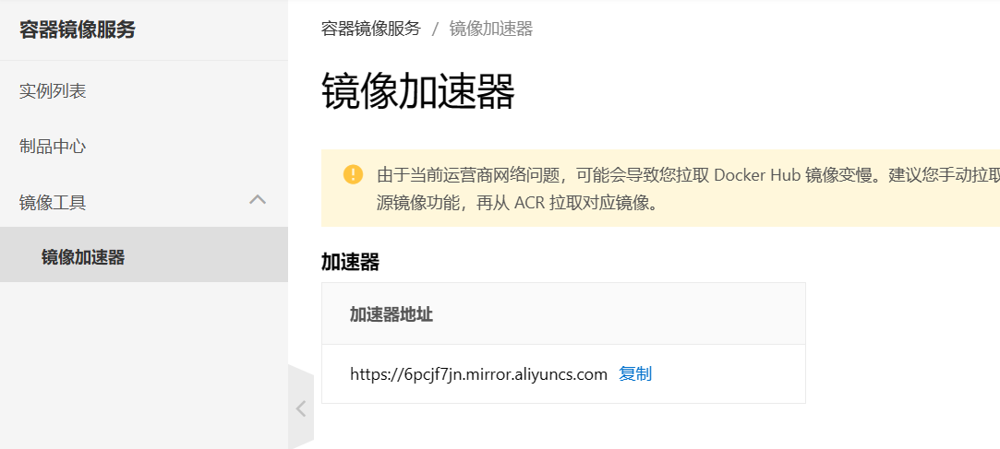 容器镜像服务
实例列表
制品中心
镜像工具
镜像加速器
容器镜像服务 / 镜像加速器
镜像加速器
由于当前运营商网络问题，可能会导致您拉取 Docker Hub 镜像变慢。建议您手动拉取
源镜像功能，再从 ACR 拉取对应镜像。
加速器
加速器地址
https://6pcjf7jn.mirror.aliyuncs.com 复制